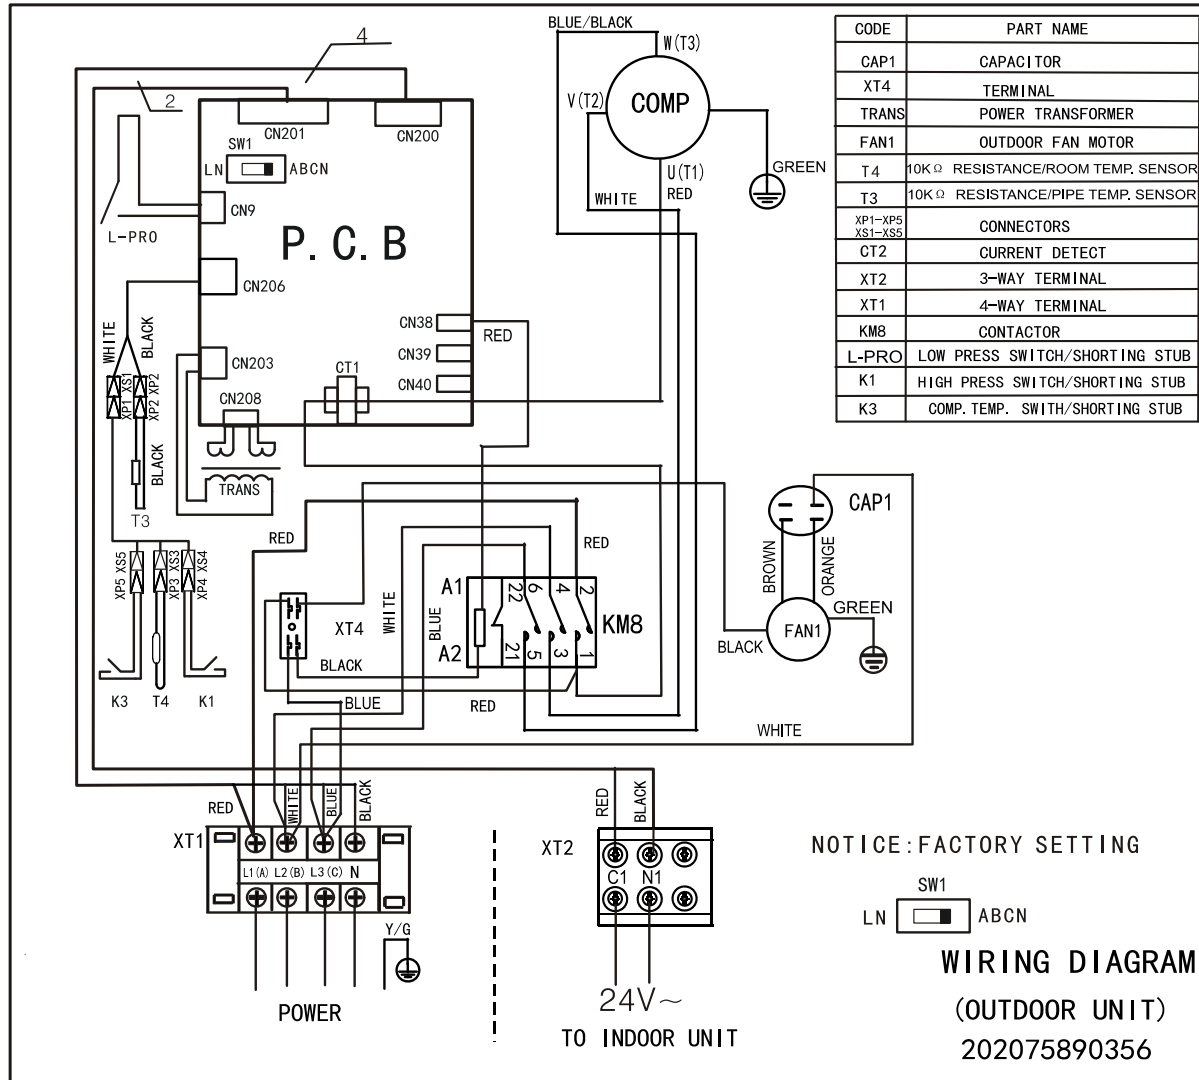 4
2
CN201
CN200
SW1
LN
ABCN
CN9
L-PRO
P.C.B
CN206
WHITE
BLACK
CN203
CN208
CT1
CN38
RED
CN39
CN40
XP1 XS1
XP2 XP2
BLACK
TRANS
T3
XP5 XS5
XP3 XS3
XP4 XS4
K3
T4
K1
BLUE/BLACK
W(T3)
V(T2)
COMP
U(T1)
RED
WHITE
GREEN
CODE PART NAME
CAP1 CAPACITOR
XT4 TERMINAL
TRANS POWER TRANSFORMER
FAN1 OUTDOOR FAN MOTOR
T4 10KΩ RESISTANCE/ROOM TEMP. SENSOR
T3 10KΩ RESISTANCE/PIPE TEMP. SENSOR
XP1-XP5
XS1-XS5 CONNECTORS
CT2 CURRENT DETECT
XT2 3-WAY TERMINAL
XT1 4-WAY TERMINAL
KM8 CONTACTOR
L-PRO LOW PRESS SWITCH/SHORTING STUB
K1 HIGH PRESS SWITCH/SHORTING STUB
K3 COMP. TEMP. SWITH/SHORTING STUB
RED
WHITE
BLUE
RED
A1
A2
22 6 4 2
21 5 3 1
KM8
XT4
BLACK
BLUE
RED
CAP1
BROWN
ORANGE
GREEN
FAN1
BLACK
WHITE
RED
WHITE
BLUE
BLACK
XT1
L1(A) L2(B) L3(C) N
Y/G
POWER
RED
BLACK
XT2
C1 N1
24V~
TO INDOOR UNIT
NOTICE:FACTORY SETTING
SW1
LN
ABCN
WIRING DIAGRAM
(OUTDOOR UNIT)
202075890356